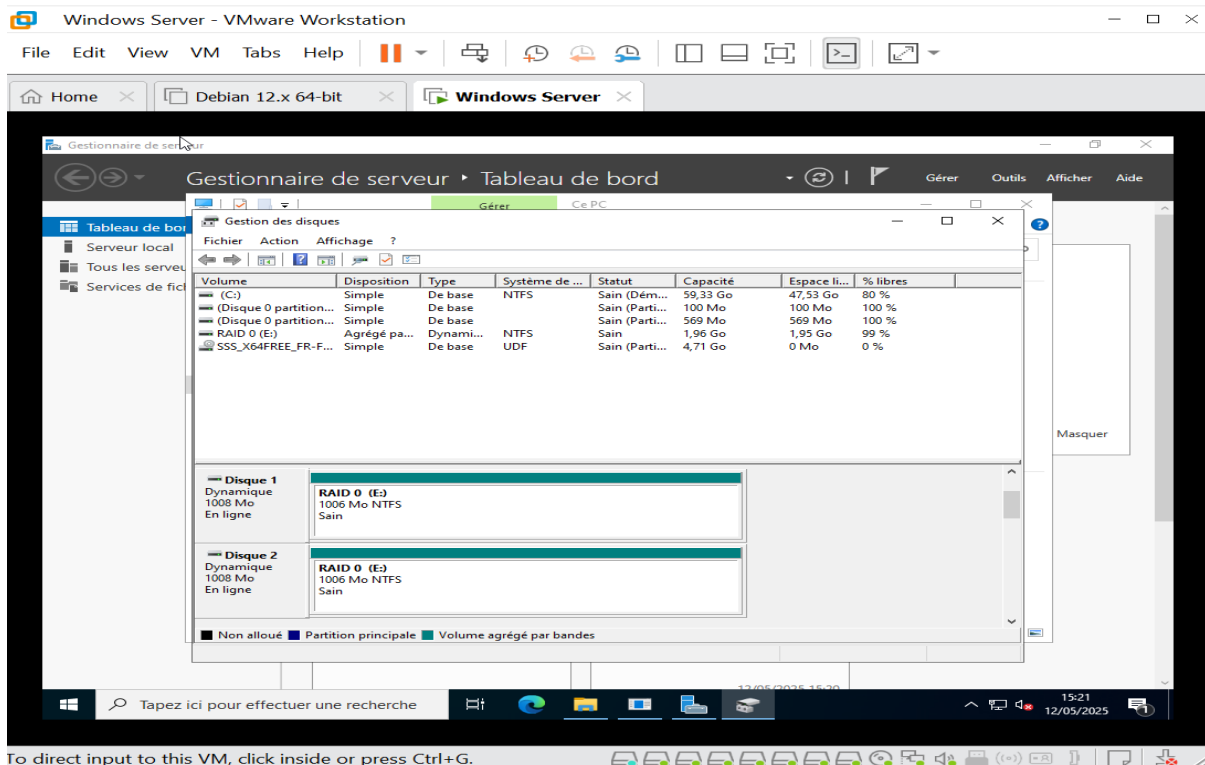 Windows Server - VMware Workstation
File Edit View VM Tabs Help
Home Debian 12.x 64-bit Windows Server
Gestionnaire de serveur
Gestionnaire de serveur Tableau de bord Gérer Outils Afficher Aide
Gérer Ce PC
Tableau de bor
Serveur local
Tous les serveu
Services de fich
Gestion des disques
Fichier Action Affichage ?
Volume Disposition Type Système de ... Statut Capacité Espace li... % libres
(C:) Simple De base NTFS Sain (Dém... 59,33 Go 47,53 Go 80 %
(Disque 0 partition... Simple De base Sain (Parti... 100 Mo 100 Mo 100 %
(Disque 0 partition... Simple De base Sain (Parti... 569 Mo 569 Mo 100 %
RAID 0 (E:) Agrégé pa... Dynami... NTFS Sain 1,96 Go 1,95 Go 99 %
SSS_X64FREE_FR-F... Simple De base UDF Sain (Parti... 4,71 Go 0 Mo 0 %
Masquer
Disque 1
Dynamique
1008 Mo
En ligne
RAID 0 (E:)
1006 Mo NTFS
Sain
Disque 2
Dynamique
1008 Mo
En ligne
RAID 0 (E:)
1006 Mo NTFS
Sain
Non alloué Partition principale Volume agrégé par bandes
12/05/2025 15:20
Tapez ici pour effectuer une recherche
15:21
12/05/2025
To direct input to this VM, click inside or press Ctrl+G.